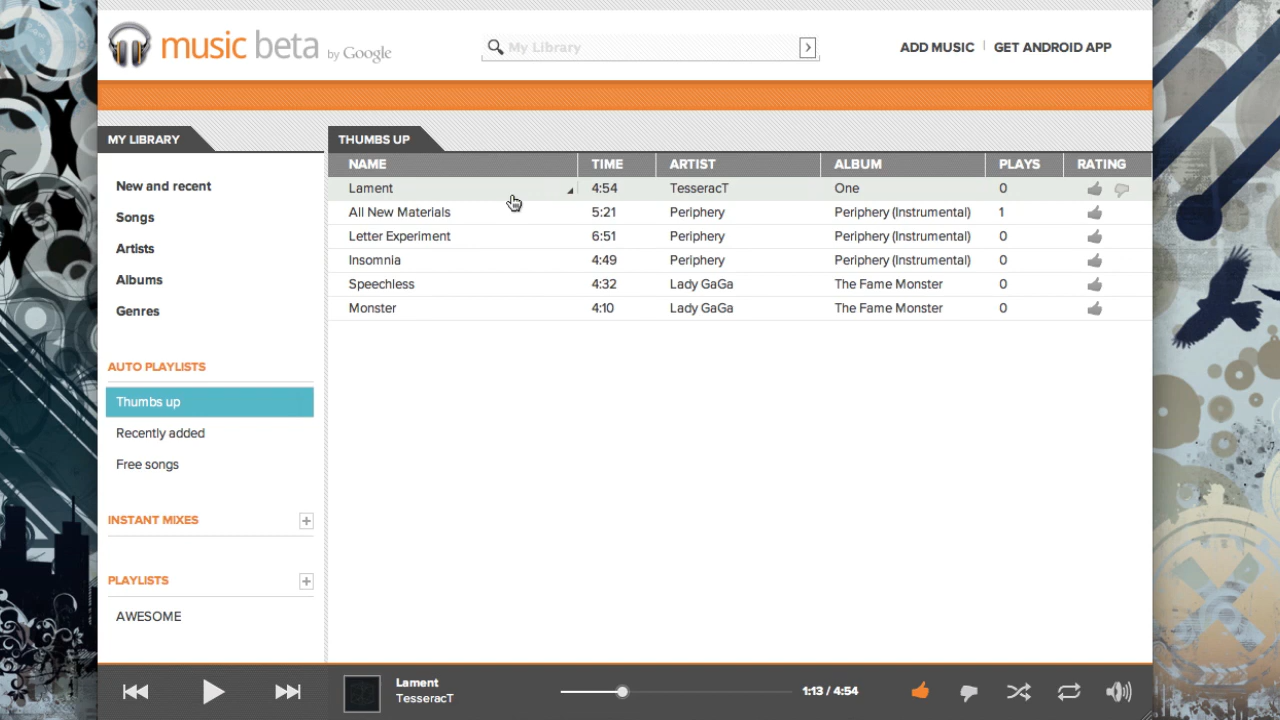 music beta by Google
My Library
ADD MUSIC
GET ANDROID APP
MY LIBRARY
New and recent
Songs
Artists
Albums
Genres
AUTO PLAYLISTS
Thumbs up
Recently added
Free songs
INSTANT MIXES
PLAYLISTS
AWESOME
THUMBS UP
NAME TIME ARTIST ALBUM PLAYS RATING
Lament 4:54 TesseracT One 0
All New Materials 5:21 Periphery Periphery (Instrumental) 1
Letter Experiment 6:51 Periphery Periphery (Instrumental) 0
Insomnia 4:49 Periphery Periphery (Instrumental) 0
Speechless 4:32 Lady GaGa The Fame Monster 0
Monster 4:10 Lady GaGa The Fame Monster 0
Lament
TesseracT
1:13 / 4:54